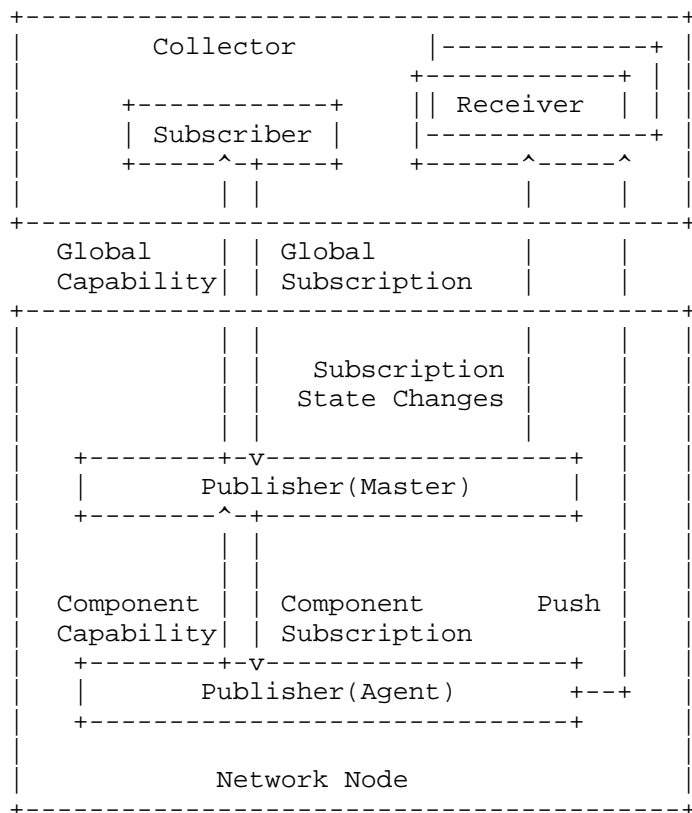 Collector
Receiver
Subscriber
Global Global
Capability Subscription
Subscription
State Changes
Publisher(Master)
Component Component Push
Capability Subscription
Publisher(Agent)
Network Node